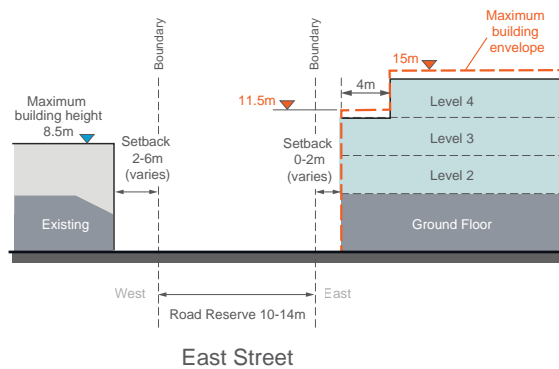 Boundary
Boundary
Maximum
building
envelope
15m
4m
11.5m
Maximum
building height
8.5m
Level 4
Setback
2-6m
(varies)
Setback
0-2m
(varies)
Level 3
Level 2
Existing
Ground Floor
West
East
Road Reserve 10-14m
East Street